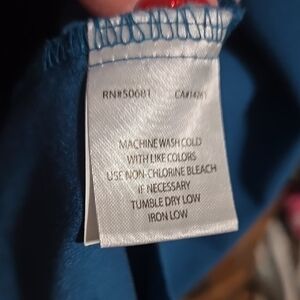 RN#50681
MACHINE WASH COLD
WITH LIKE COLORS
USE NON-CHLORINE BLEACH
IF NECESSARY
TUMBLE DRY LOW
IRON LOW